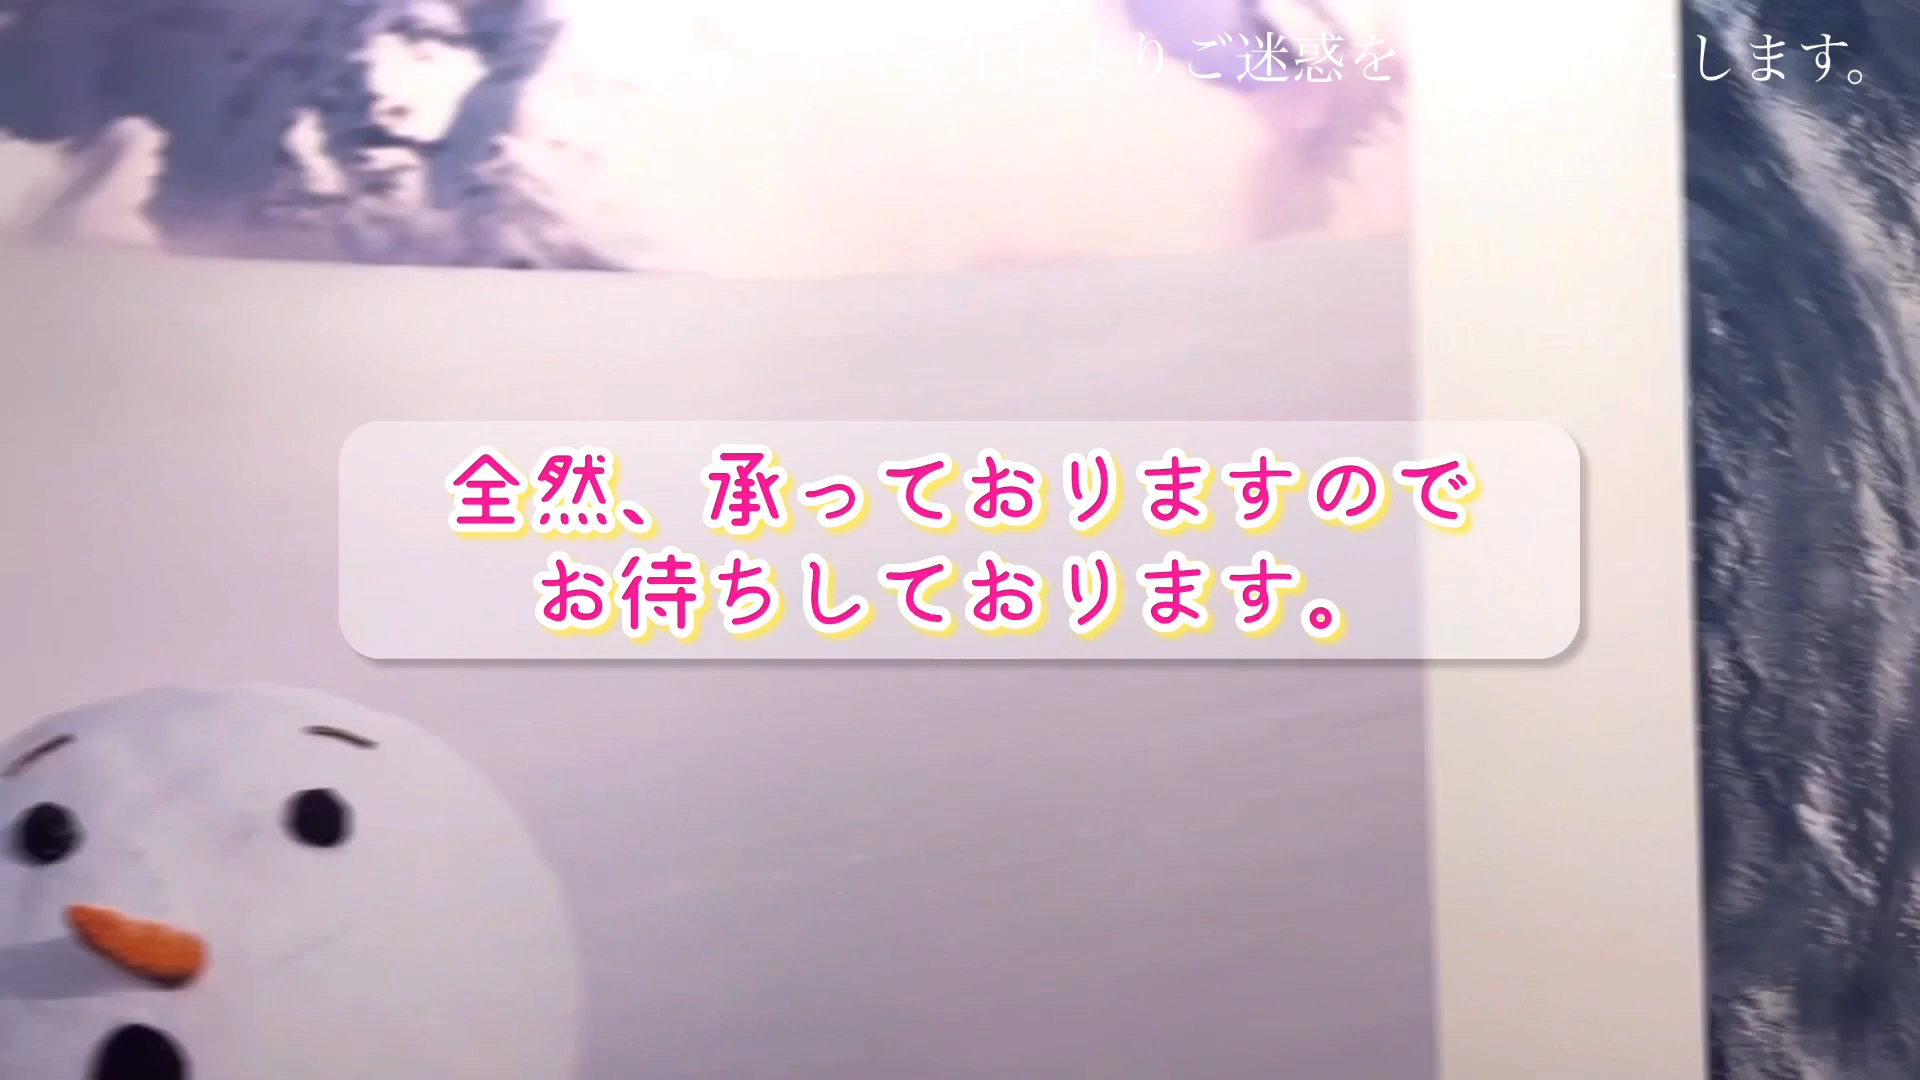 によりご迷惑を
たします。
全然、承っておりますので
お待ちしております。